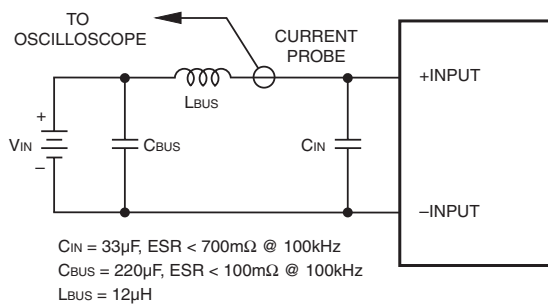 TO
OSCILLOSCOPE
CURRENT
PROBE
+INPUT
LBUS
+
VIN
–
CBUS
CIN
–INPUT
CIN = 33µF, ESR < 700mΩ @ 100kHz
CBUS = 220µF, ESR < 100mΩ @ 100kHz
LBUS = 12µH